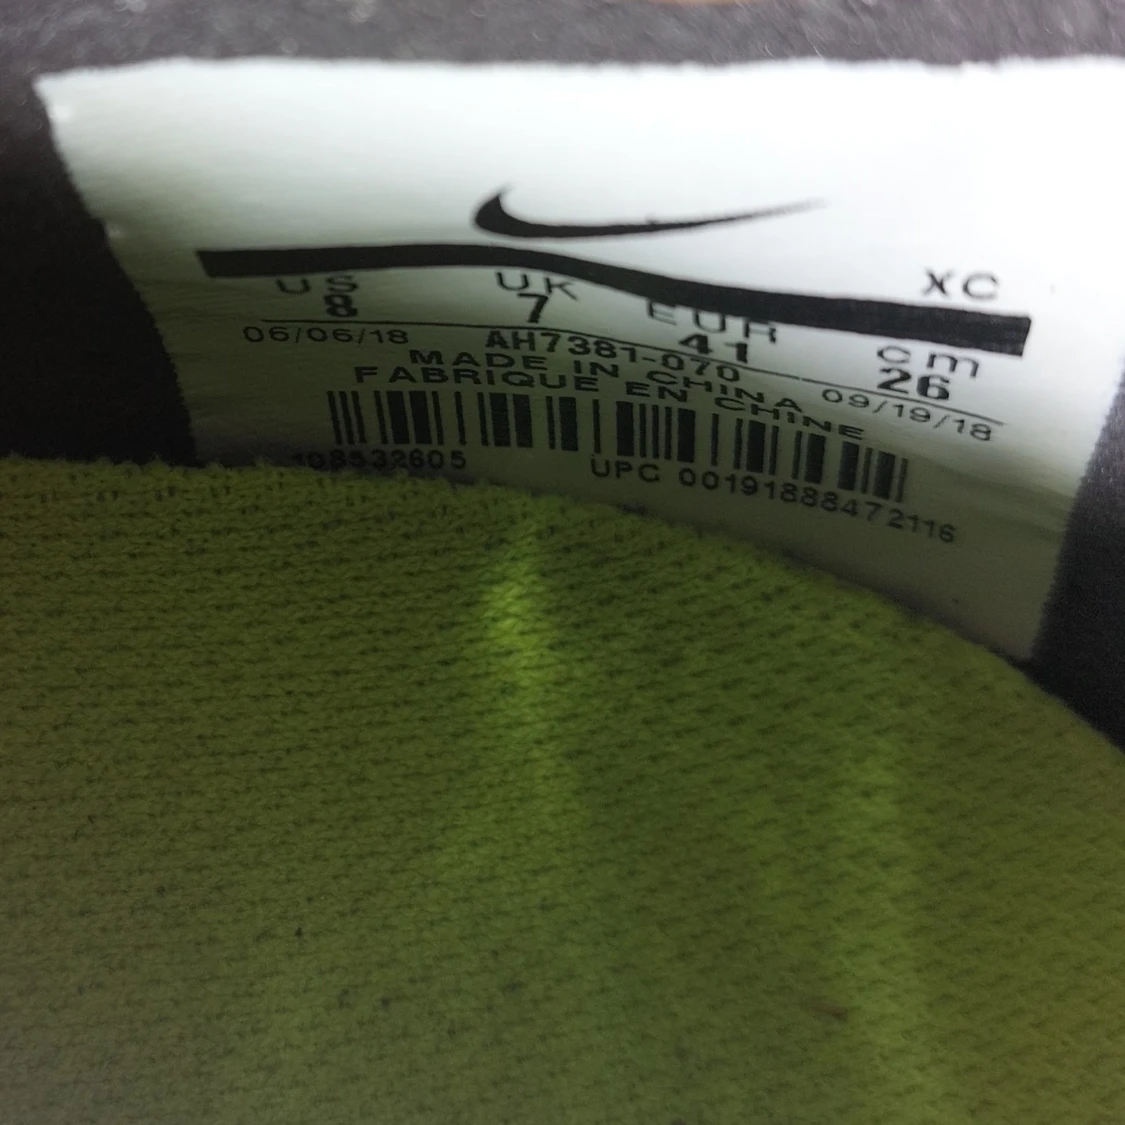 XC
US UK EUR cm
8 7 41 26
06/06/18 AH7381-070 09/19/18
MADE IN CHINA
FABRIQUE EN CHINE
108532605 UPC 00191888472116